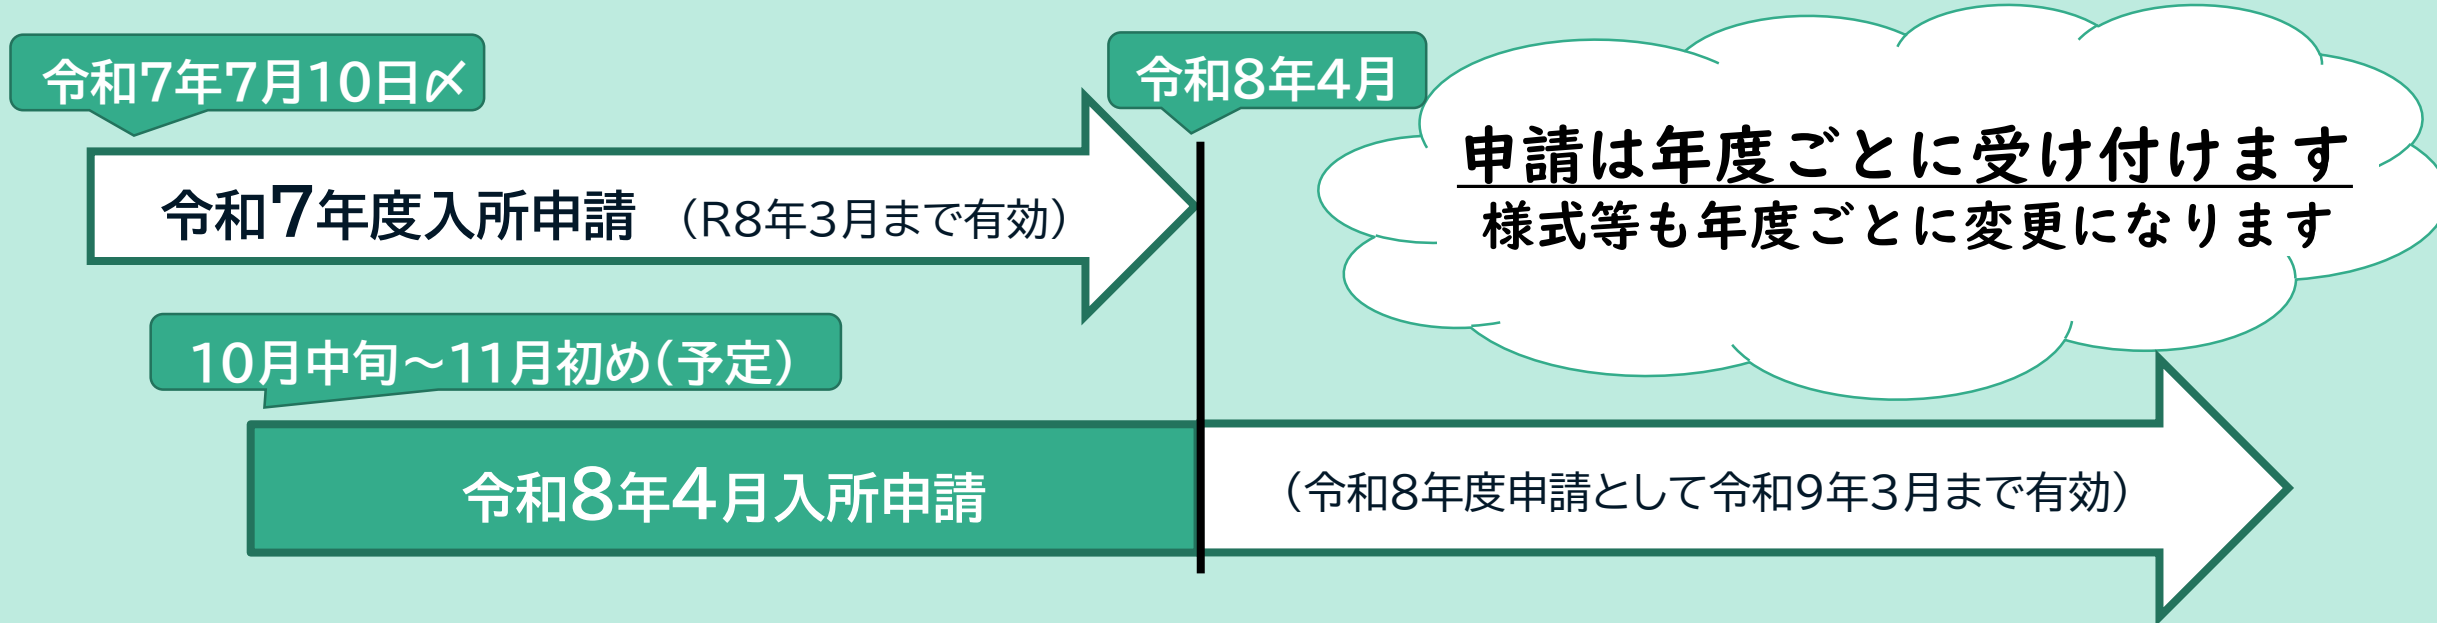 令和7年7月10日〆
令和8年4月
令和7年度入所申請 （R8年3月まで有効）
申請は年度ごとに受け付けます
様式等も年度ごとに変更になります
10月中旬～11月初め（予定）
令和8年4月入所申請
（令和8年度申請として令和9年3月まで有効）